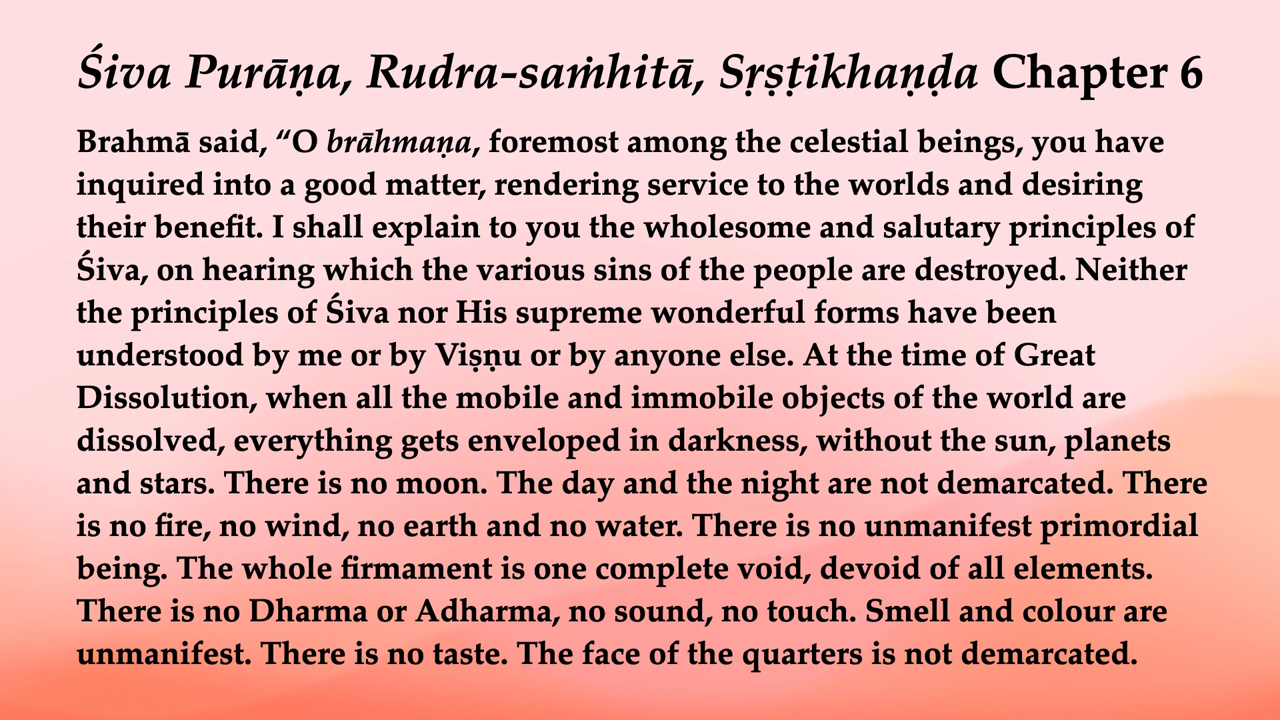 Śiva Purāṇa, Rudra-saṁhitā, Sṛṣṭikhaṇḍa Chapter 6
Brahmā said, “O brāhmaṇa, foremost among the celestial beings, you have
inquired into a good matter, rendering service to the worlds and desiring
their benefit. I shall explain to you the wholesome and salutary principles of
Śiva, on hearing which the various sins of the people are destroyed. Neither
the principles of Śiva nor His supreme wonderful forms have been
understood by me or by Viṣṇu or by anyone else. At the time of Great
Dissolution, when all the mobile and immobile objects of the world are
dissolved, everything gets enveloped in darkness, without the sun, planets
and stars. There is no moon. The day and the night are not demarcated. There
is no fire, no wind, no earth and no water. There is no unmanifest primordial
being. The whole firmament is one complete void, devoid of all elements.
There is no Dharma or Adharma, no sound, no touch. Smell and colour are
unmanifest. There is no taste. The face of the quarters is not demarcated.